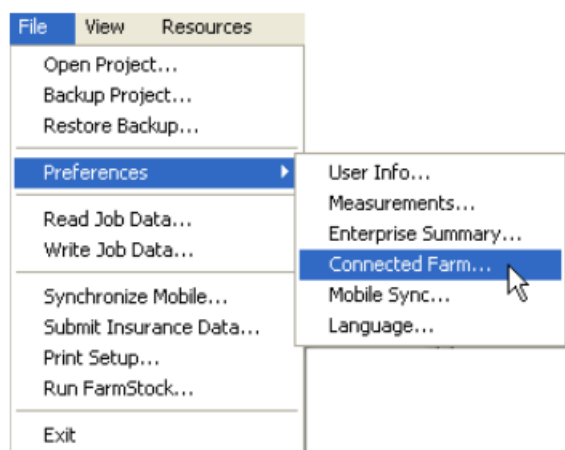 File View Resources
Open Project...
Backup Project...
Restore Backup...
Preferences
Read Job Data...
Write Job Data...
Synchronize Mobile...
Submit Insurance Data...
Print Setup...
Run FarmStock...
Exit
User Info...
Measurements...
Enterprise Summary...
Connected Farm...
Mobile Sync...
Language...